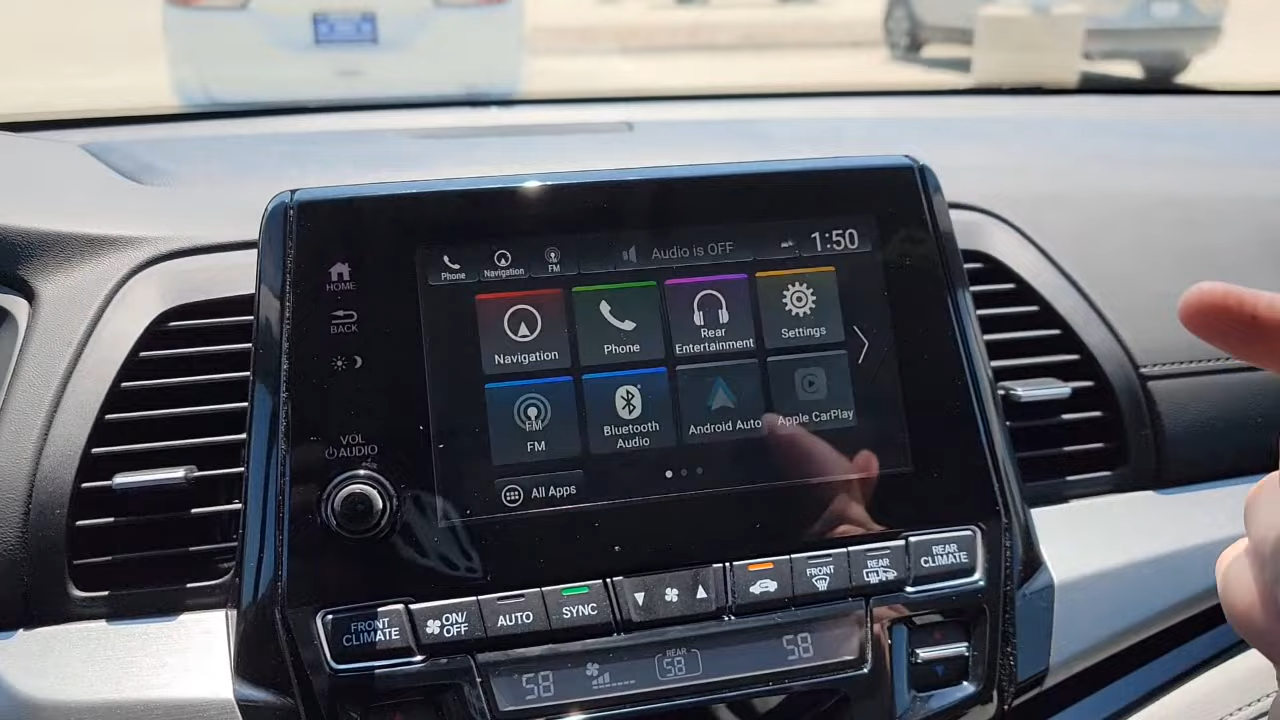 Phone
Navigation
FM
Audio is OFF
1:50
HOME
BACK
Navigation
Phone
Rear
Entertainment
Settings
FM
FM
Bluetooth
Audio
Android Auto
Apple CarPlay
All Apps
VOL
AUDIO
FRONT
CLIMATE
ON/
OFF
AUTO
SYNC
FRONT
REAR
REAR
CLIMATE
58
REAR
58
58